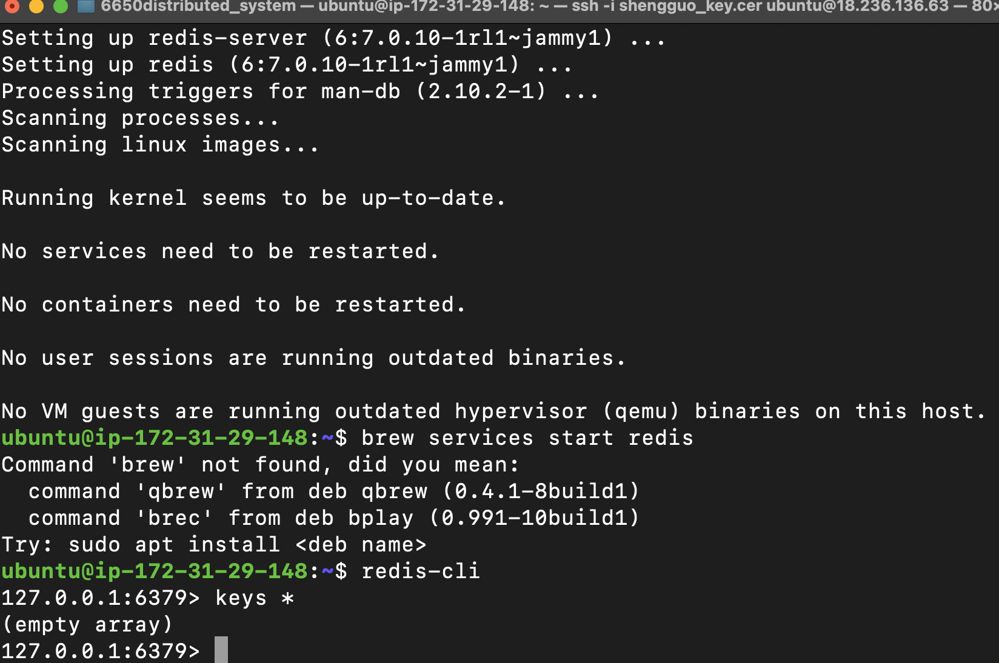 6650distributed_system — ubuntu@ip-172-31-29-148: ~ — ssh -i shengguo_key.cer ubuntu@18.236.136.63 — 80
Setting up redis-server (6:7.0.10-1rl1~jammy1) ...
Setting up redis (6:7.0.10-1rl1~jammy1) ...
Processing triggers for man-db (2.10.2-1) ...
Scanning processes...
Scanning linux images...
Running kernel seems to be up-to-date.
No services need to be restarted.
No containers need to be restarted.
No user sessions are running outdated binaries.
No VM guests are running outdated hypervisor (qemu) binaries on this host.
ubuntu@ip-172-31-29-148:~$ brew services start redis
Command 'brew' not found, did you mean:
  command 'qbrew' from deb qbrew (0.4.1-8build1)
  command 'brec' from deb bplay (0.991-10build1)
Try: sudo apt install <deb name>
ubuntu@ip-172-31-29-148:~$ redis-cli
127.0.0.1:6379> keys *
(empty array)
127.0.0.1:6379>